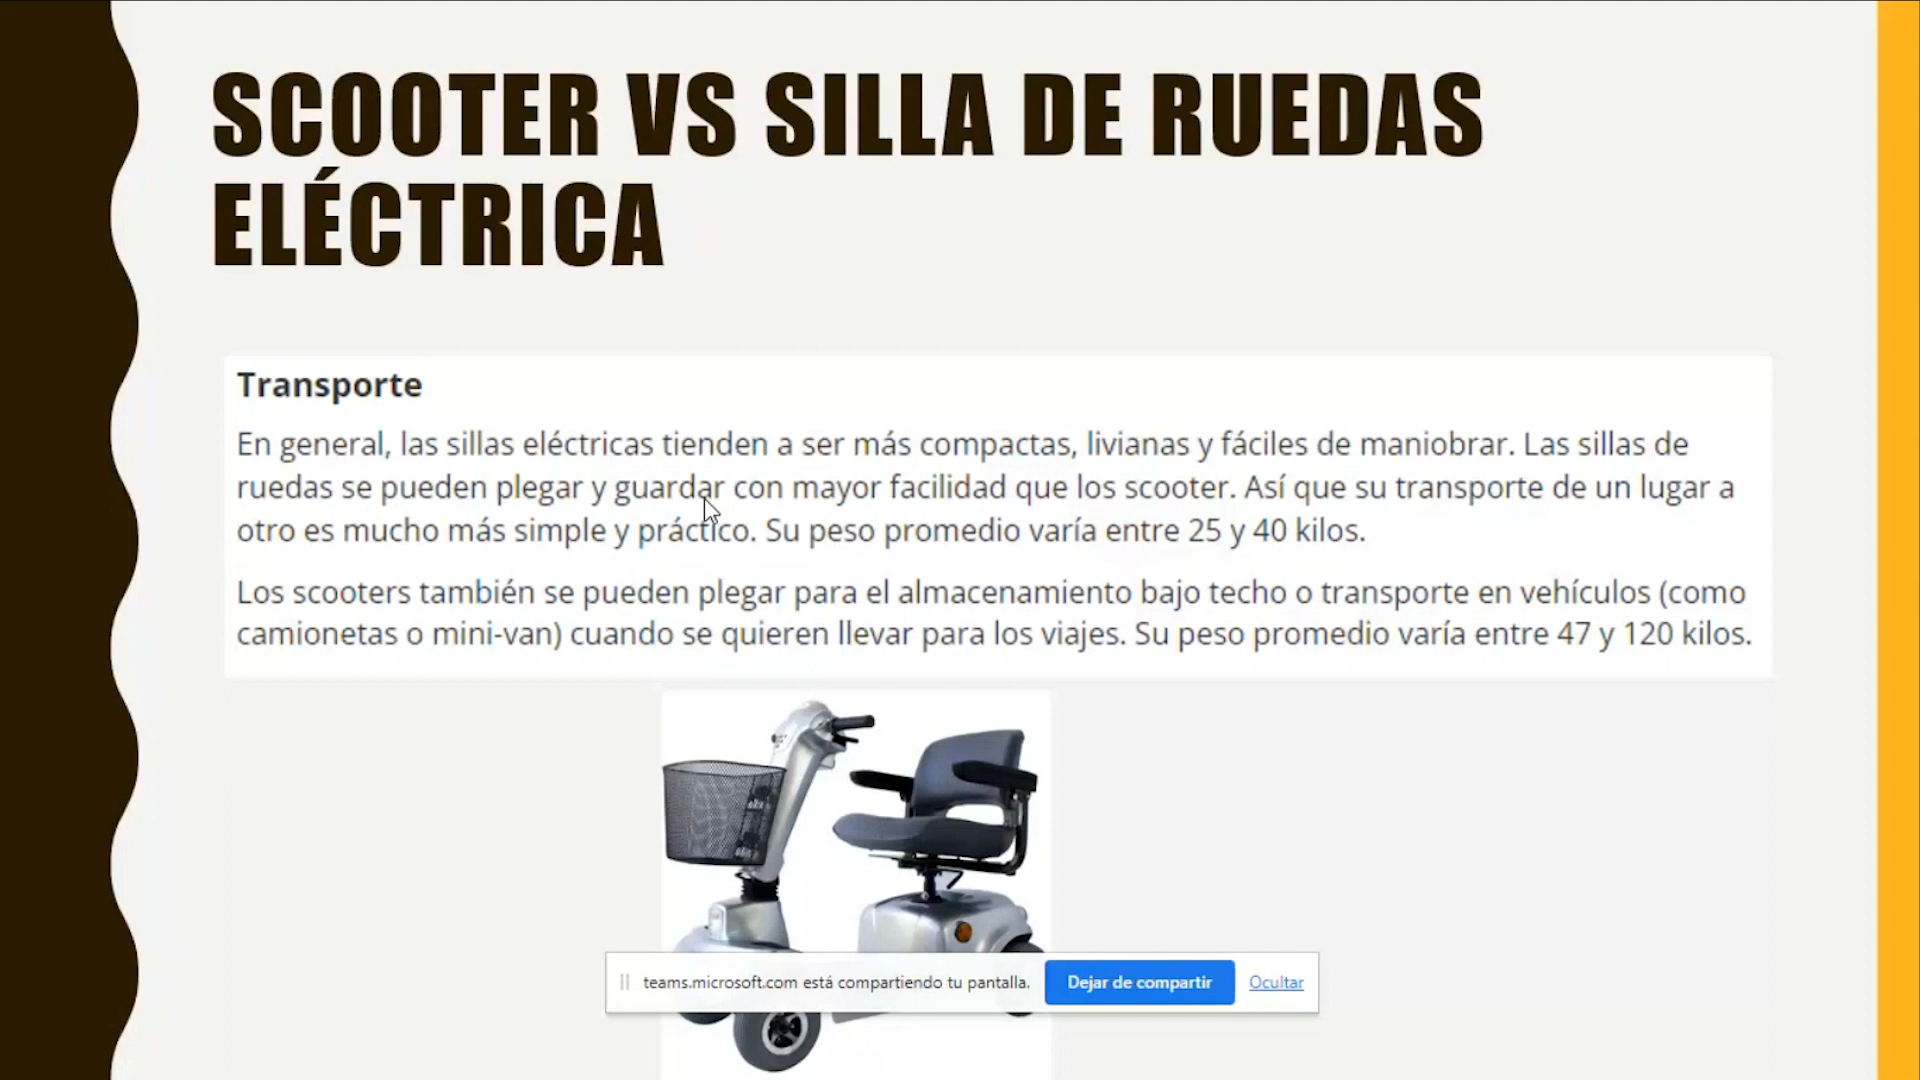 SCOOTER VS SILLA DE RUEDAS
ELÉCTRICA
Transporte
En general, las sillas eléctricas tienden a ser más compactas, livianas y fáciles de maniobrar. Las sillas de
ruedas se pueden plegar y guardar con mayor facilidad que los scooter. Así que su transporte de un lugar a
otro es mucho más simple y práctico. Su peso promedio varía entre 25 y 40 kilos.
Los scooters también se pueden plegar para el almacenamiento bajo techo o transporte en vehículos (como
camionetas o mini-van) cuando se quieren llevar para los viajes. Su peso promedio varía entre 47 y 120 kilos.
teams.microsoft.com está compartiendo tu pantalla. Dejar de compartir Ocultar